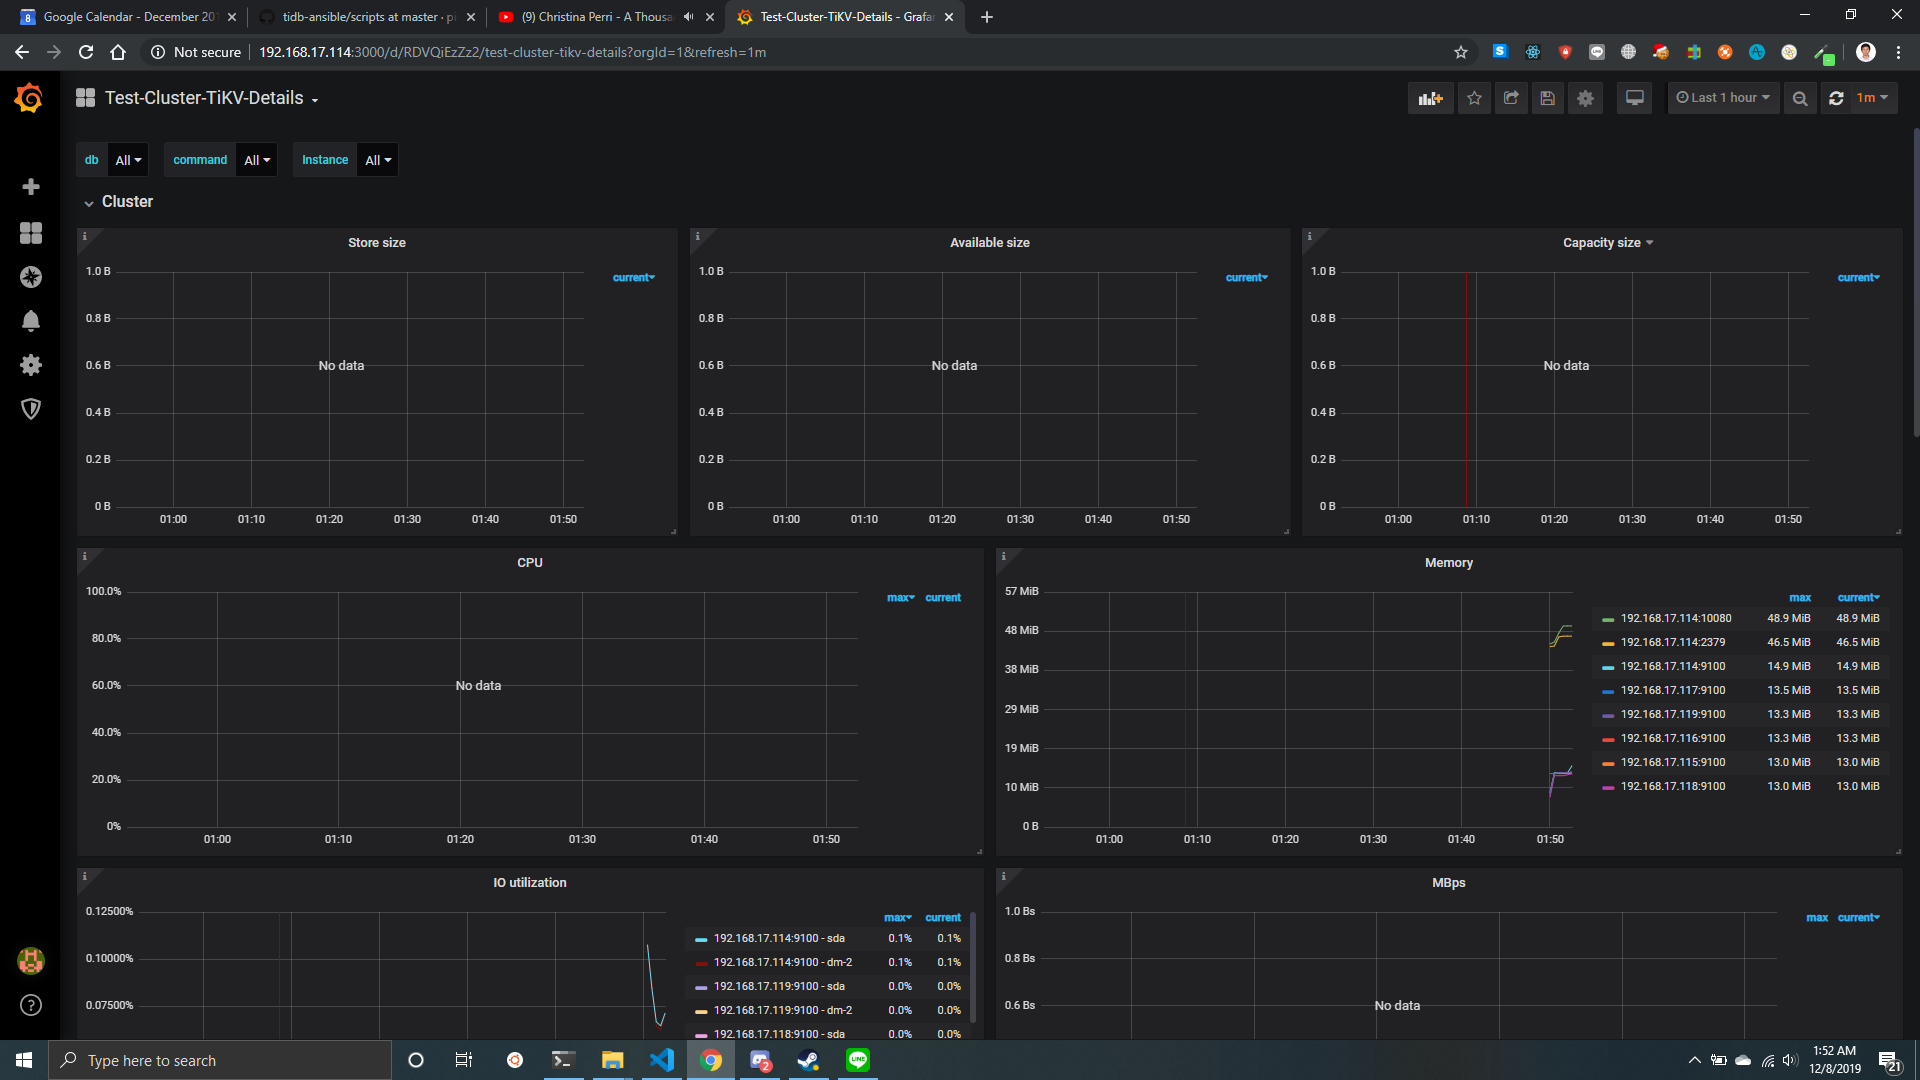 Google Calendar - December 201
tidb-ansible/scripts at master · pi
(9) Christina Perri - A Thousa
Test-Cluster-TiKV-Details - Grafan
Not secure
192.168.17.114:3000/d/RDVQiEzZz2/test-cluster-tikv-details?orgId=1&refresh=1m
Test-Cluster-TiKV-Details
Last 1 hour
1m
db All command All Instance All
Cluster
Store size
1.0 B
0.8 B
0.6 B
0.4 B
0.2 B
0 B
No data
current
01:00 01:10 01:20 01:30 01:40 01:50
Available size
1.0 B
0.8 B
0.6 B
0.4 B
0.2 B
0 B
No data
current
01:00 01:10 01:20 01:30 01:40 01:50
Capacity size
1.0 B
0.8 B
0.6 B
0.4 B
0.2 B
0 B
No data
current
01:00 01:10 01:20 01:30 01:40 01:50
CPU
100.0%
80.0%
60.0%
40.0%
20.0%
0%
No data
max current
01:00 01:10 01:20 01:30 01:40 01:50
Memory
57 MiB
48 MiB
38 MiB
29 MiB
19 MiB
10 MiB
0 B
01:00 01:10 01:20 01:30 01:40 01:50
max current
192.168.17.114:10080 48.9 MiB 48.9 MiB
192.168.17.114:2379 46.5 MiB 46.5 MiB
192.168.17.114:9100 14.9 MiB 14.9 MiB
192.168.17.117:9100 13.5 MiB 13.5 MiB
192.168.17.119:9100 13.3 MiB 13.3 MiB
192.168.17.116:9100 13.3 MiB 13.3 MiB
192.168.17.115:9100 13.0 MiB 13.0 MiB
192.168.17.118:9100 13.0 MiB 13.0 MiB
IO utilization
0.12500%
0.10000%
0.07500%
max current
192.168.17.114:9100 - sda 0.1% 0.1%
192.168.17.114:9100 - dm-2 0.1% 0.1%
192.168.17.119:9100 - sda 0.0% 0.0%
192.168.17.119:9100 - dm-2 0.0% 0.0%
192.168.17.118:9100 - sda 0.0% 0.0%
MBps
1.0 Bs
0.8 Bs
0.6 Bs
No data
max current
Type here to search
2
LINE
1:52 AM
12/8/2019
21